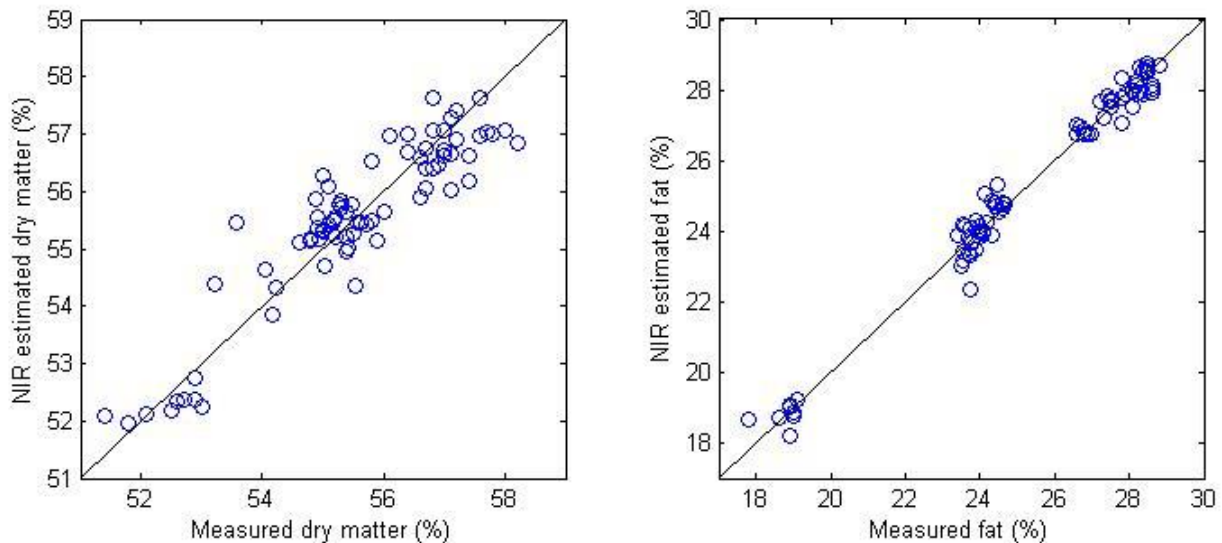 59
58
57
56
55
54
53
52
51
52 54 56 58
NIR estimated dry matter (%)
Measured dry matter (%)
30
28
26
24
22
20
18
18 20 22 24 26 28 30
NIR estimated fat (%)
Measured fat (%)